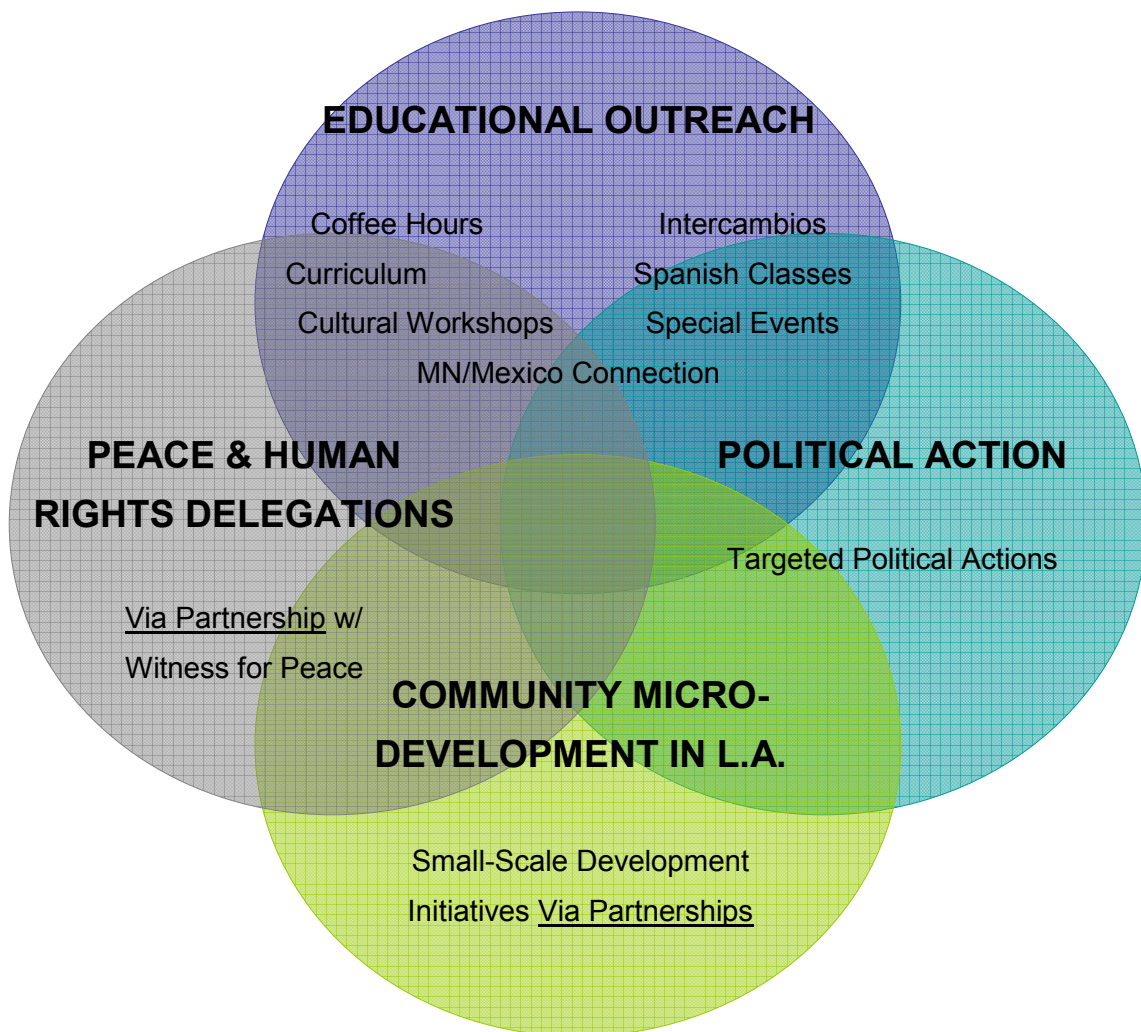 EDUCATIONAL OUTREACH
Coffee Hours
Intercambios
Curriculum
Spanish Classes
Cultural Workshops
Special Events
MN/Mexico Connection
PEACE & HUMAN
RIGHTS DELEGATIONS
Via Partnership w/
Witness for Peace
POLITICAL ACTION
Targeted Political Actions
COMMUNITY MICRO-
DEVELOPMENT IN L.A.
Small-Scale Development
Initiatives Via Partnerships